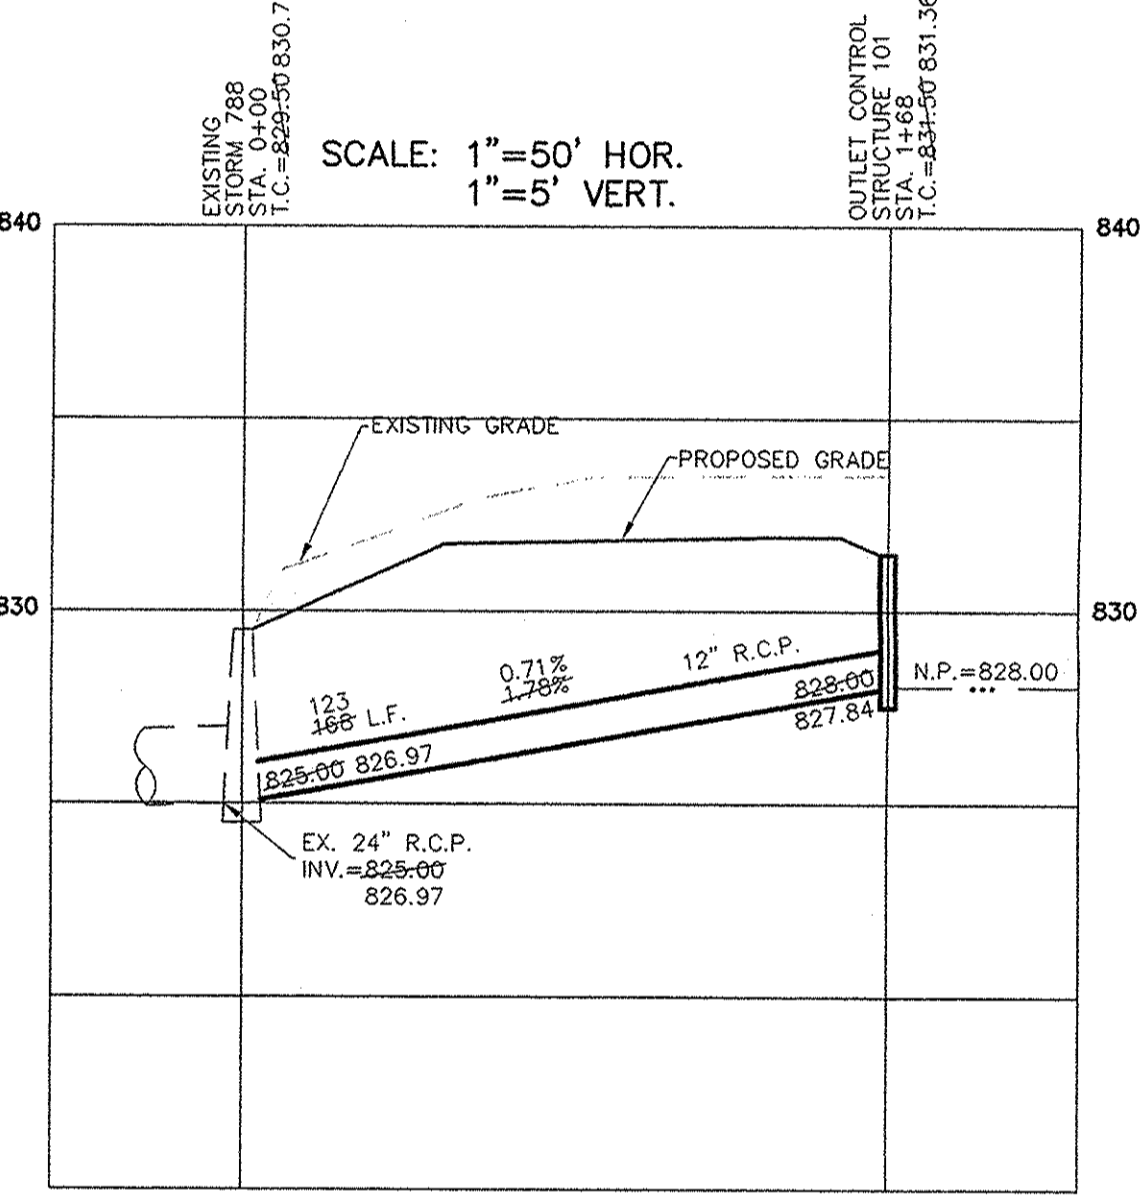 EXISTING
STORM 788
STA. 0+00
T.C.=829.50 830.7
SCALE: 1"=50' HOR.
1"=5' VERT.
OUTLET CONTROL
STRUCTURE 101
STA. 1+68
T.C.=831.50 831.36
840
840
EXISTING GRADE
PROPOSED GRADE
830
830
0.71%
1.78%
12" R.C.P.
123
168 L.F.
N.P.=828.00
828.00
827.84
825.00 826.97
EX. 24" R.C.P.
INV.=825.00
826.97